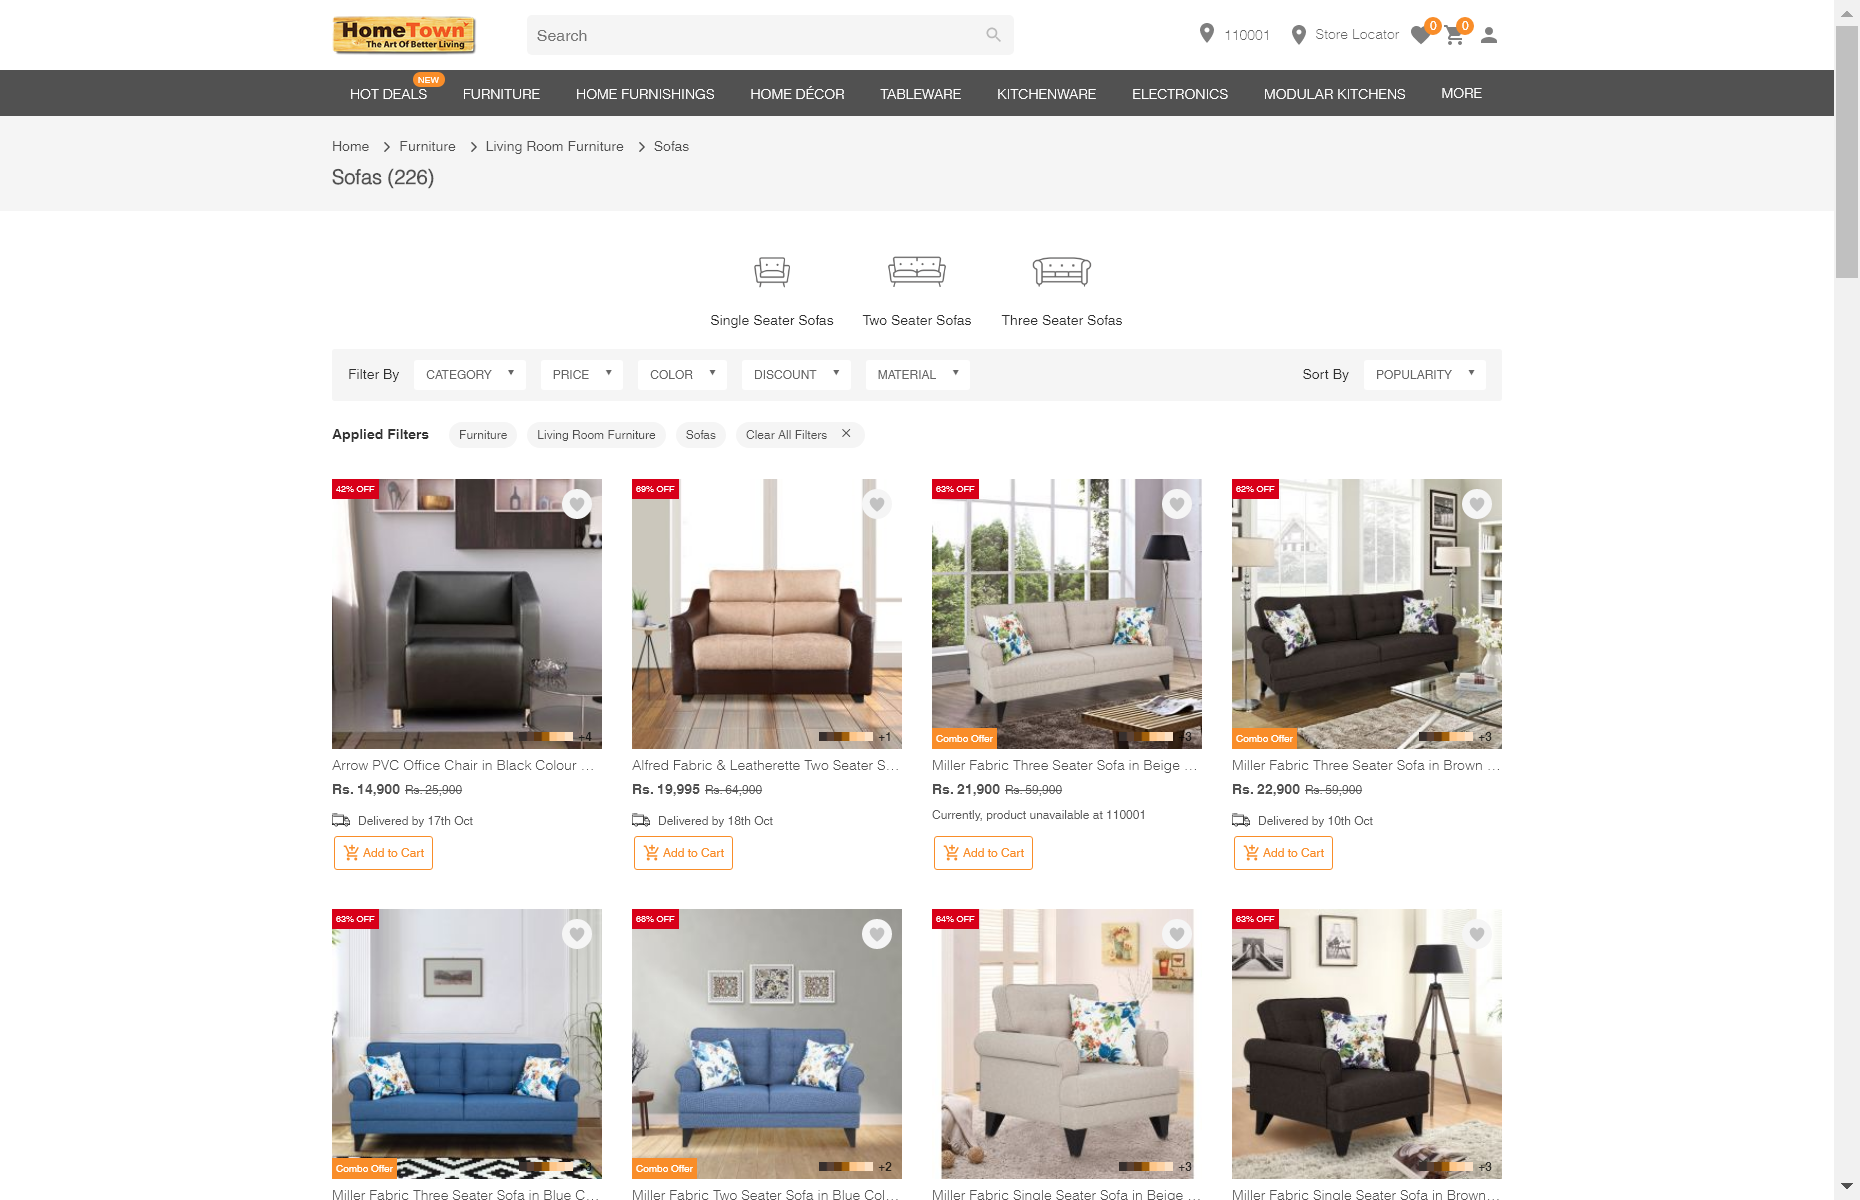 HomeTown
The Art Of Better Living
Search
110001
Store Locator
0
0
NEW
HOT DEALS
FURNITURE
HOME FURNISHINGS
HOME DÉCOR
TABLEWARE
KITCHENWARE
ELECTRONICS
MODULAR KITCHENS
MORE
Home > Furniture > Living Room Furniture > Sofas
Sofas (226)
Single Seater Sofas
Two Seater Sofas
Three Seater Sofas
Filter By
CATEGORY
PRICE
COLOR
DISCOUNT
MATERIAL
Sort By
POPULARITY
Applied Filters
Furniture
Living Room Furniture
Sofas
Clear All Filters
42% OFF
+4
Arrow PVC Office Chair in Black Colour ...
Rs. 14,900 Rs. 25,900
Delivered by 17th Oct
Add to Cart
69% OFF
+1
Alfred Fabric & Leatherette Two Seater S...
Rs. 19,995 Rs. 64,900
Delivered by 18th Oct
Add to Cart
63% OFF
Combo Offer
+3
Miller Fabric Three Seater Sofa in Beige ...
Rs. 21,900 Rs. 59,900
Currently, product unavailable at 110001
Add to Cart
62% OFF
Combo Offer
+3
Miller Fabric Three Seater Sofa in Brown ...
Rs. 22,900 Rs. 59,900
Delivered by 10th Oct
Add to Cart
63% OFF
Combo Offer
+3
Miller Fabric Three Seater Sofa in Blue C...
68% OFF
Combo Offer
+2
Miller Fabric Two Seater Sofa in Blue Col...
64% OFF
+3
Miller Fabric Single Seater Sofa in Beige ...
63% OFF
+3
Miller Fabric Single Seater Sofa in Brown...